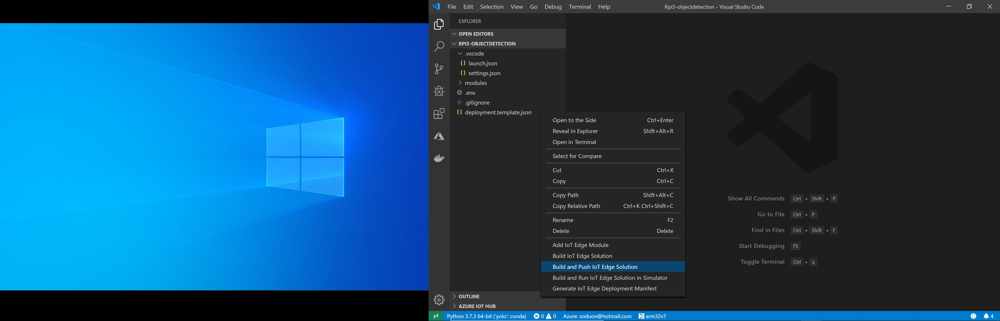 File Edit Selection View Go Debug Terminal Help
Rpi3-objectdetection - Visual Studio Code
EXPLORER
OPEN EDITORS
RPI3-OBJECTDETECTION
.vscode
launch.json
settings.json
modules
.env
.gitignore
deployment.template.json
Open to the Side Ctrl+Enter
Reveal in Explorer Shift+Alt+R
Open in Terminal
Select for Compare
Cut Ctrl+X
Copy Ctrl+C
Copy Path Shift+Alt+C
Copy Relative Path Ctrl+K Ctrl+Shift+C
Rename F2
Delete Delete
Add IoT Edge Module
Build IoT Edge Solution
Build and Push IoT Edge Solution
Build and Run IoT Edge Solution in Simulator
Generate IoT Edge Deployment Manifest
Show All Commands Ctrl + Shift + P
Go to File Ctrl + P
Find in Files Ctrl + Shift + F
Start Debugging F5
Toggle Terminal Ctrl + ù
OUTLINE
AZURE IOT HUB
Python 3.7.3 64-bit ('yolo': conda) 0 0 Azure: soduon@hotmail.com arm32v7 4